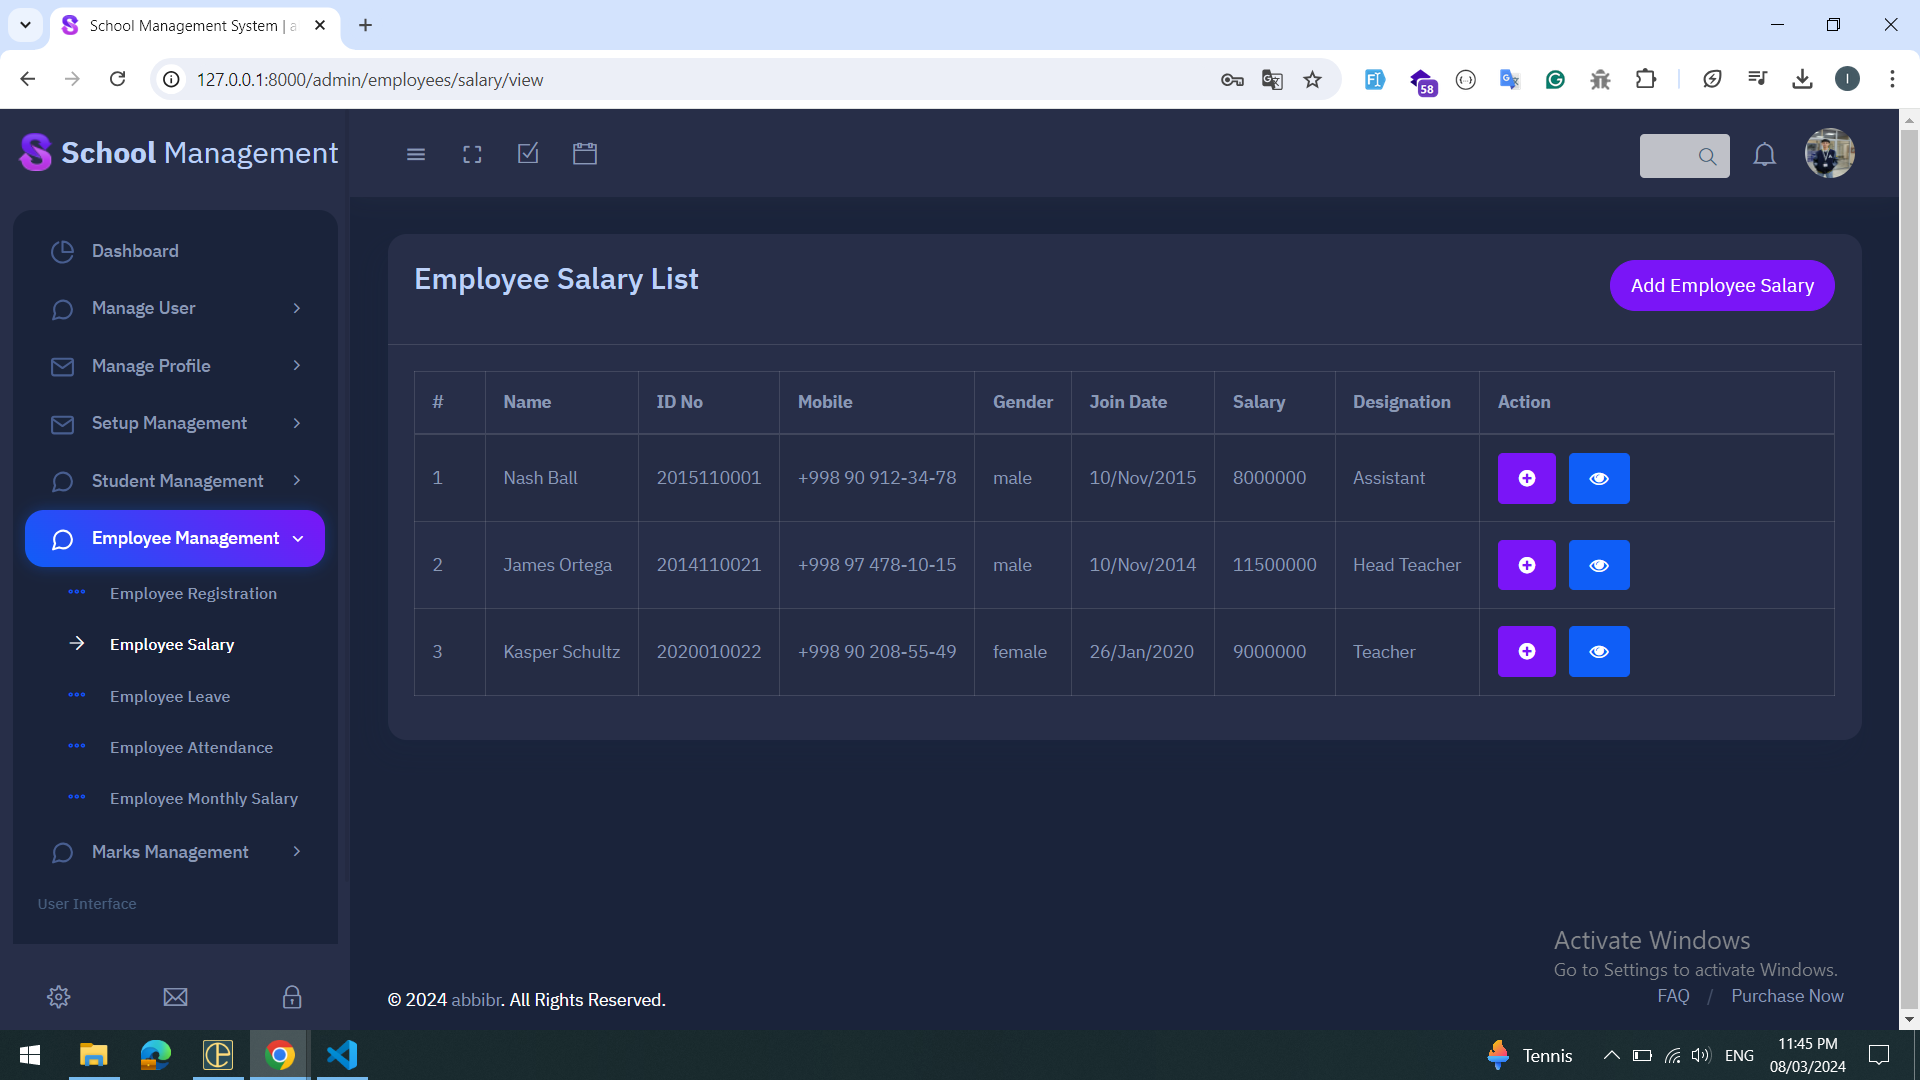 School Management System | a
127.0.0.1:8000/admin/employees/salary/view
58
I
School Management
Dashboard
Manage User
Manage Profile
Setup Management
Student Management
Employee Management
Employee Registration
Employee Salary
Employee Leave
Employee Attendance
Employee Monthly Salary
Marks Management
User Interface
Employee Salary List
Add Employee Salary
# Name ID No Mobile Gender Join Date Salary Designation Action
1 Nash Ball 2015110001 +998 90 912-34-78 male 10/Nov/2015 8000000 Assistant
2 James Ortega 2014110021 +998 97 478-10-15 male 10/Nov/2014 11500000 Head Teacher
3 Kasper Schultz 2020010022 +998 90 208-55-49 female 26/Jan/2020 9000000 Teacher
Activate Windows
Go to Settings to activate Windows.
© 2024 abbibr. All Rights Reserved.
FAQ / Purchase Now
Tennis
ENG
11:45 PM
08/03/2024